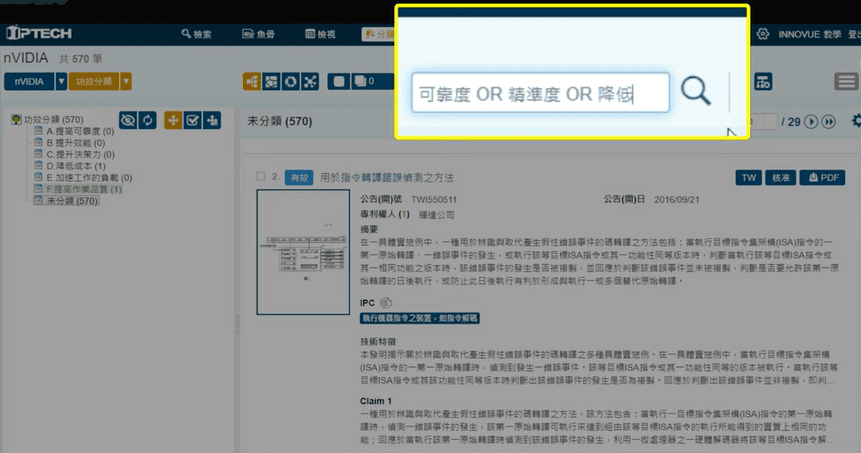 IPTECH
檢索
魚骨
檢視
分類
INNOVUE 教學
登出
nVIDIA 共 570 筆
可靠度 OR 精準度 OR 降低
nVIDIA
功效分類
0
功效分類 (570)
A.提高可靠度 (0)
B.提升效能 (0)
C.提升決策力 (0)
D.降低成本 (1)
E.加速工作的負載 (0)
F.提高作業品質 (1)
未分類 (570)
未分類 (570)
/ 29
2.
有效
用於指令轉譯錯誤偵測之方法
TW
核准
PDF
公告(開)號 TWI550511
公告(開)日 2016/09/21
專利權人 (1) 輝達公司
摘要
在一具體實施例中，一種用於辨識與取代產生假性錯誤事件的碼轉譯之方法包括：當執行目標指令集架構(ISA)指令的一
第一原始轉譯、一錯誤事件的發生，或執行該等目標ISA指令或其一功能性同等版本時，判斷當執行該等目標ISA指令或
其一相同功能之版本時，該錯誤事件的發生是否被複製，並回應於判斷該錯誤事件並未被複製，判斷是否要允許該第一原
始轉譯的日後執行，或防止此日後執行有利於形成與執行一或多個替代原始轉譯。
IPC
執行機器指令之裝置，如指令解碼
技術特徵
本發明揭示關於辨識與取代產生假性錯誤事件的碼轉譯之多種具體實施例。在一具體實施例中，當執行目標指令集架構
(ISA)指令的一第一原始轉譯時，偵測到發生一錯誤事件。該等目標ISA指令或其一功能性同等的版本被執行。當執行該等
目標ISA指令或其該功能性同等版本時判斷出該錯誤事件的發生是否為複製。回應於判斷出該錯誤事件並非複製，即判...
Claim 1
一種用於辨識與取代產生假性錯誤事件的碼轉譯之方法，該方法包含：當執行一目標指令集架構(ISA)指令的第一原始轉譯
時，偵測一錯誤事件的發生，該第一原始轉譯可執行來達到經由該等目標ISA指令的執行所能得到的實質上相同的功
能；回應於當執行該第一原始轉譯時偵測到該錯誤事件的發生，利用一微處理器之一硬體解碼器將該等目標ISA指令解...